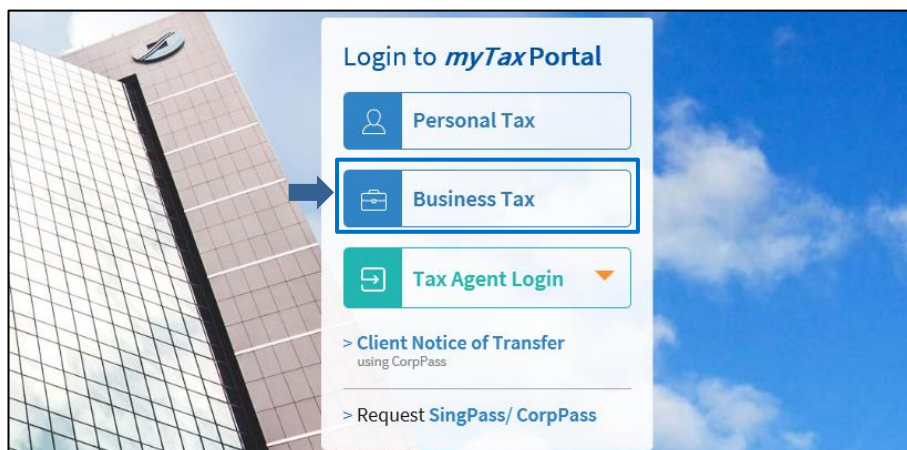 Login to myTax Portal
Personal Tax
Business Tax
Tax Agent Login
> Client Notice of Transfer
using CorpPass
> Request SingPass/ CorpPass